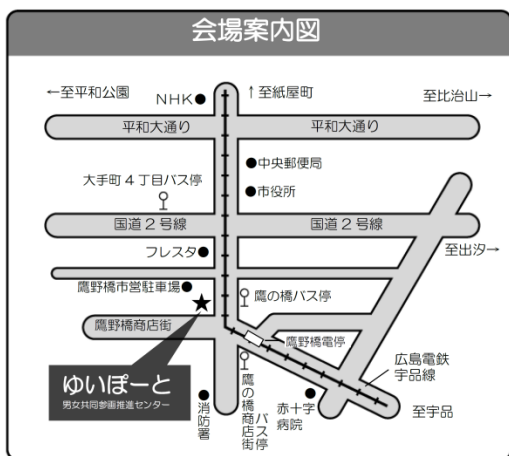 会場案内図
←至平和公園
NHK
↑至紙屋町
至比治山→
平和大通り
平和大通り
中央郵便局
大手町4丁目バス停
市役所
国道2号線
国道2号線
フレスタ
至出汐→
鷹野橋市営駐車場
鷹の橋バス停
鷹野橋商店街
鷹野橋電停
広島電鉄
宇品線
ゆいぽーと
男女共同参画推進センター
消防署
鷹の橋商店街
バス停
赤十字
病院
至宇品